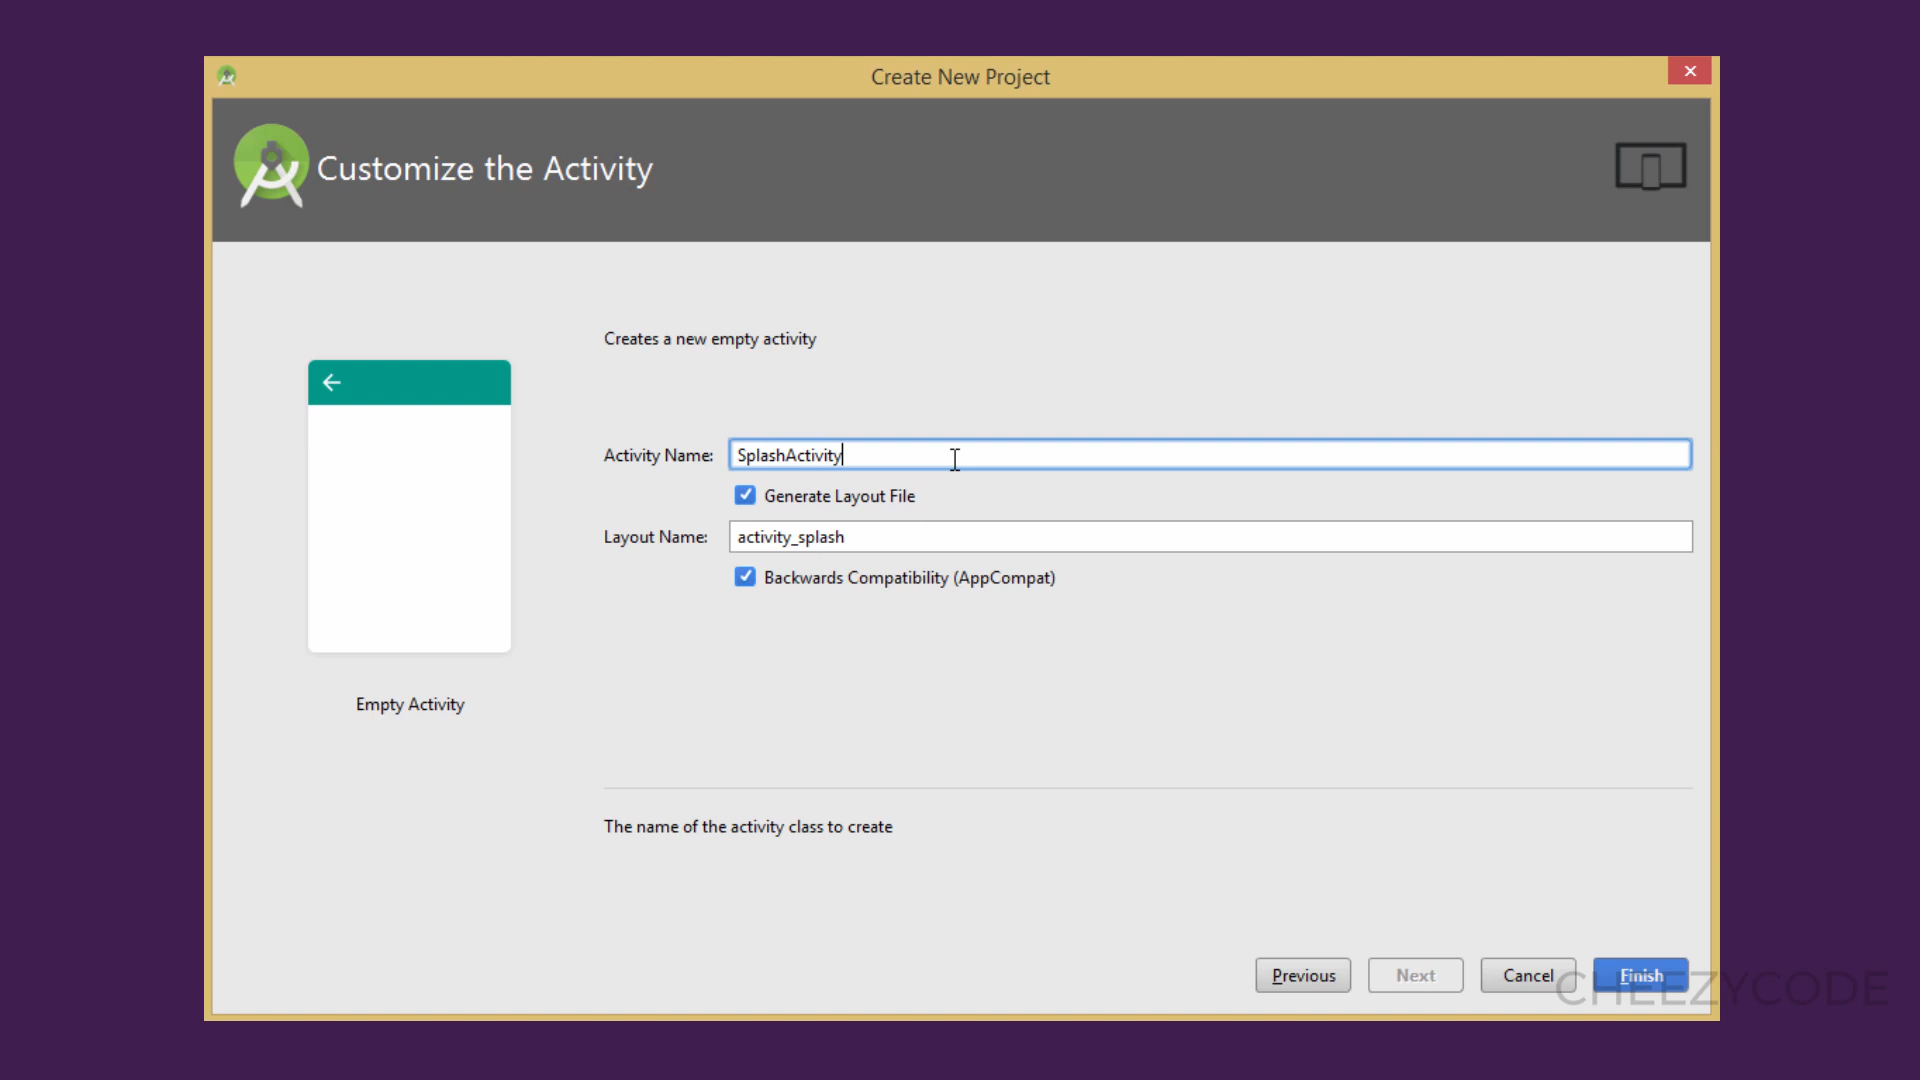 Create New Project
Customize the Activity
Creates a new empty activity
Activity Name: SplashActivity
Generate Layout File
Layout Name: activity_splash
Backwards Compatibility (AppCompat)
Empty Activity
The name of the activity class to create
Previous Next Cancel Finish
CHEEZYCODE